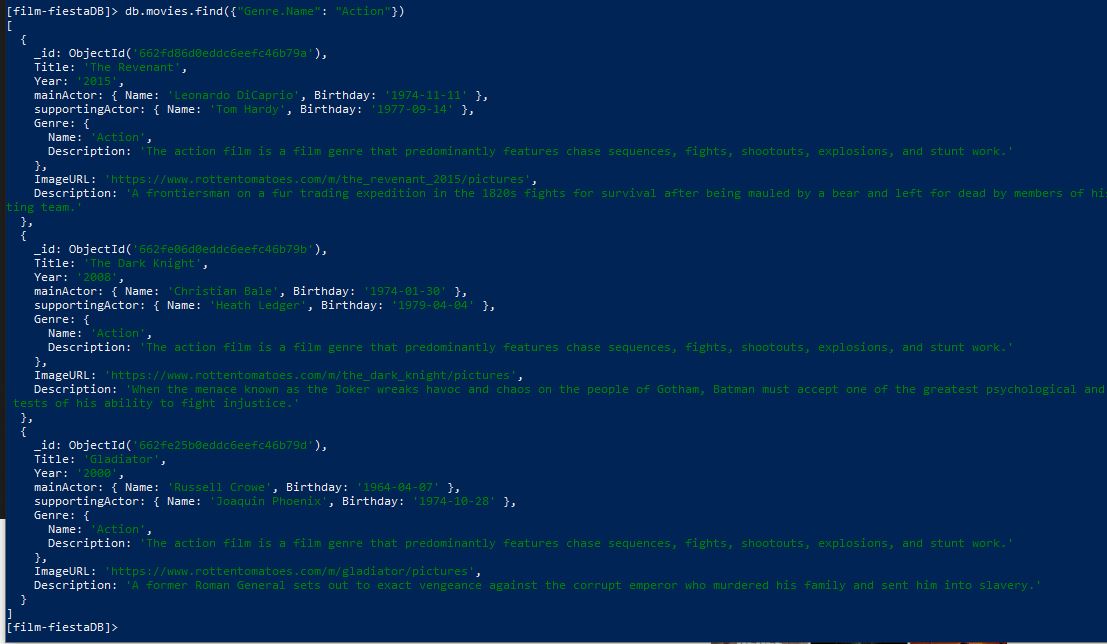 [film-fiestaDB]> db.movies.find({"Genre.Name": "Action"})
[
  {
    _id: ObjectId('662fd86d0eddc6eefc46b79a'),
    Title: 'The Revenant',
    Year: '2015',
    mainActor: { Name: 'Leonardo DiCaprio', Birthday: '1974-11-11' },
    supportingActor: { Name: 'Tom Hardy', Birthday: '1977-09-14' },
    Genre: {
      Name: 'Action',
      Description: 'The action film is a film genre that predominantly features chase sequences, fights, shootouts, explosions, and stunt work.'
    },
    ImageURL: 'https://www.rottentomatoes.com/m/the_revenant_2015/pictures',
    Description: 'A frontiersman on a fur trading expedition in the 1820s fights for survival after being mauled by a bear and left for dead by members of his
ting team.'
  },
  {
    _id: ObjectId('662fe06d0eddc6eefc46b79b'),
    Title: 'The Dark Knight',
    Year: '2008',
    mainActor: { Name: 'Christian Bale', Birthday: '1974-01-30' },
    supportingActor: { Name: 'Heath Ledger', Birthday: '1979-04-04' },
    Genre: {
      Name: 'Action',
      Description: 'The action film is a film genre that predominantly features chase sequences, fights, shootouts, explosions, and stunt work.'
    },
    ImageURL: 'https://www.rottentomatoes.com/m/the_dark_knight/pictures',
    Description: 'When the menace known as the Joker wreaks havoc and chaos on the people of Gotham, Batman must accept one of the greatest psychological and
 tests of his ability to fight injustice.'
  },
  {
    _id: ObjectId('662fe25b0eddc6eefc46b79d'),
    Title: 'Gladiator',
    Year: '2000',
    mainActor: { Name: 'Russell Crowe', Birthday: '1964-04-07' },
    supportingActor: { Name: 'Joaquin Phoenix', Birthday: '1974-10-28' },
    Genre: {
      Name: 'Action',
      Description: 'The action film is a film genre that predominantly features chase sequences, fights, shootouts, explosions, and stunt work.'
    },
    ImageURL: 'https://www.rottentomatoes.com/m/gladiator/pictures',
    Description: 'A former Roman General sets out to exact vengeance against the corrupt emperor who murdered his family and sent him into slavery.'
  }
]
[film-fiestaDB]>